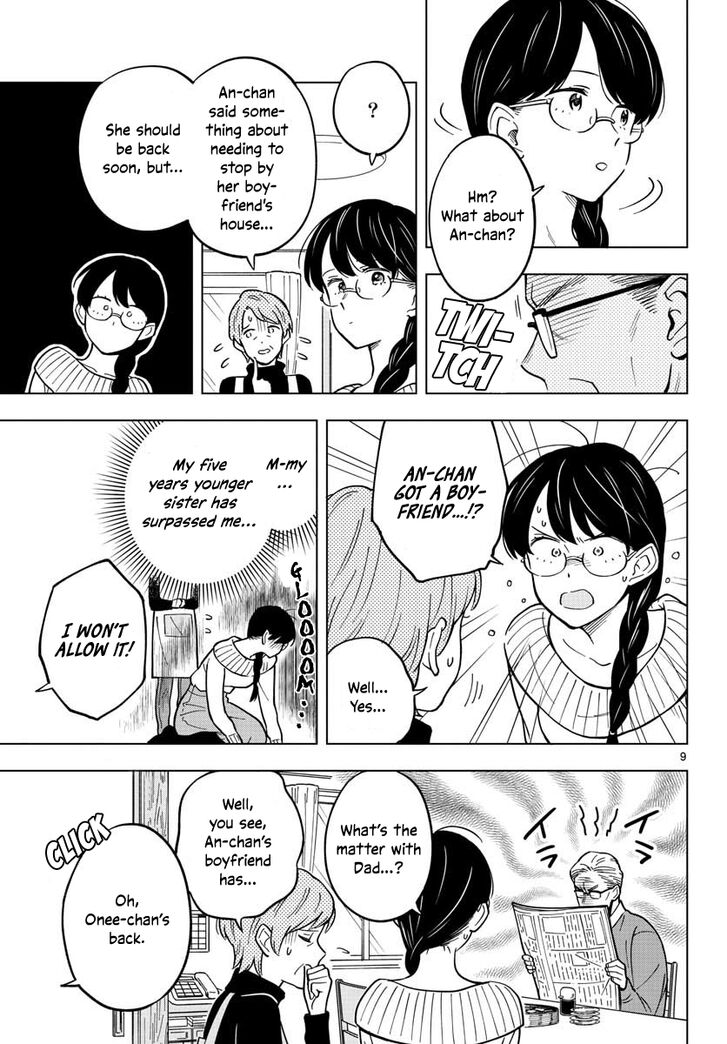 Hm?
What about
An-chan?
TWI-
TCH
?
An-chan
said some-
thing about
needing to
stop by
her boy-
friend's
house...
She should
be back
soon, but...
AN-CHAN
GOT A BOY-
FRIEND...!?
Well...
Yes...
M-my
...
My five
years younger
sister has
surpassed me...
GLOOOOM...
I WON'T
ALLOW IT!
9
What's the
matter with
Dad...?
Well,
you see,
An-chan's
boyfriend
has...
CLICK
Oh,
Onee-chan's
back.